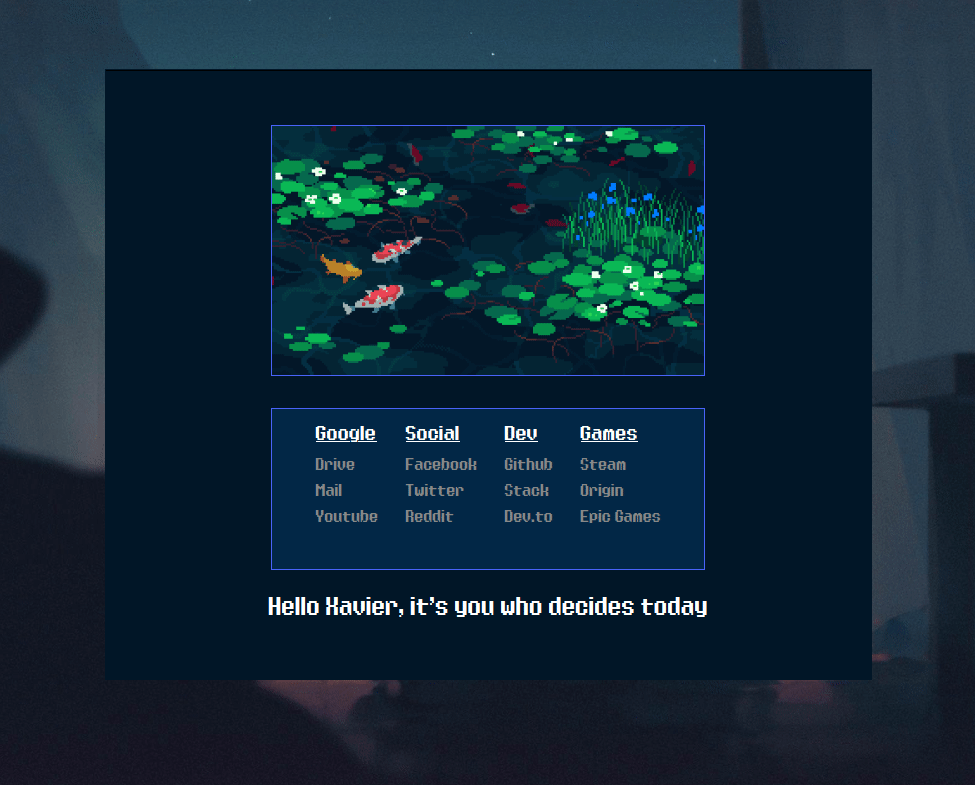 Google Social Dev Games
Drive Facebook Github Steam
Mail Twitter Stack Origin
Youtube Reddit Dev.to Epic Games
Hello Xavier, it's you who decides today